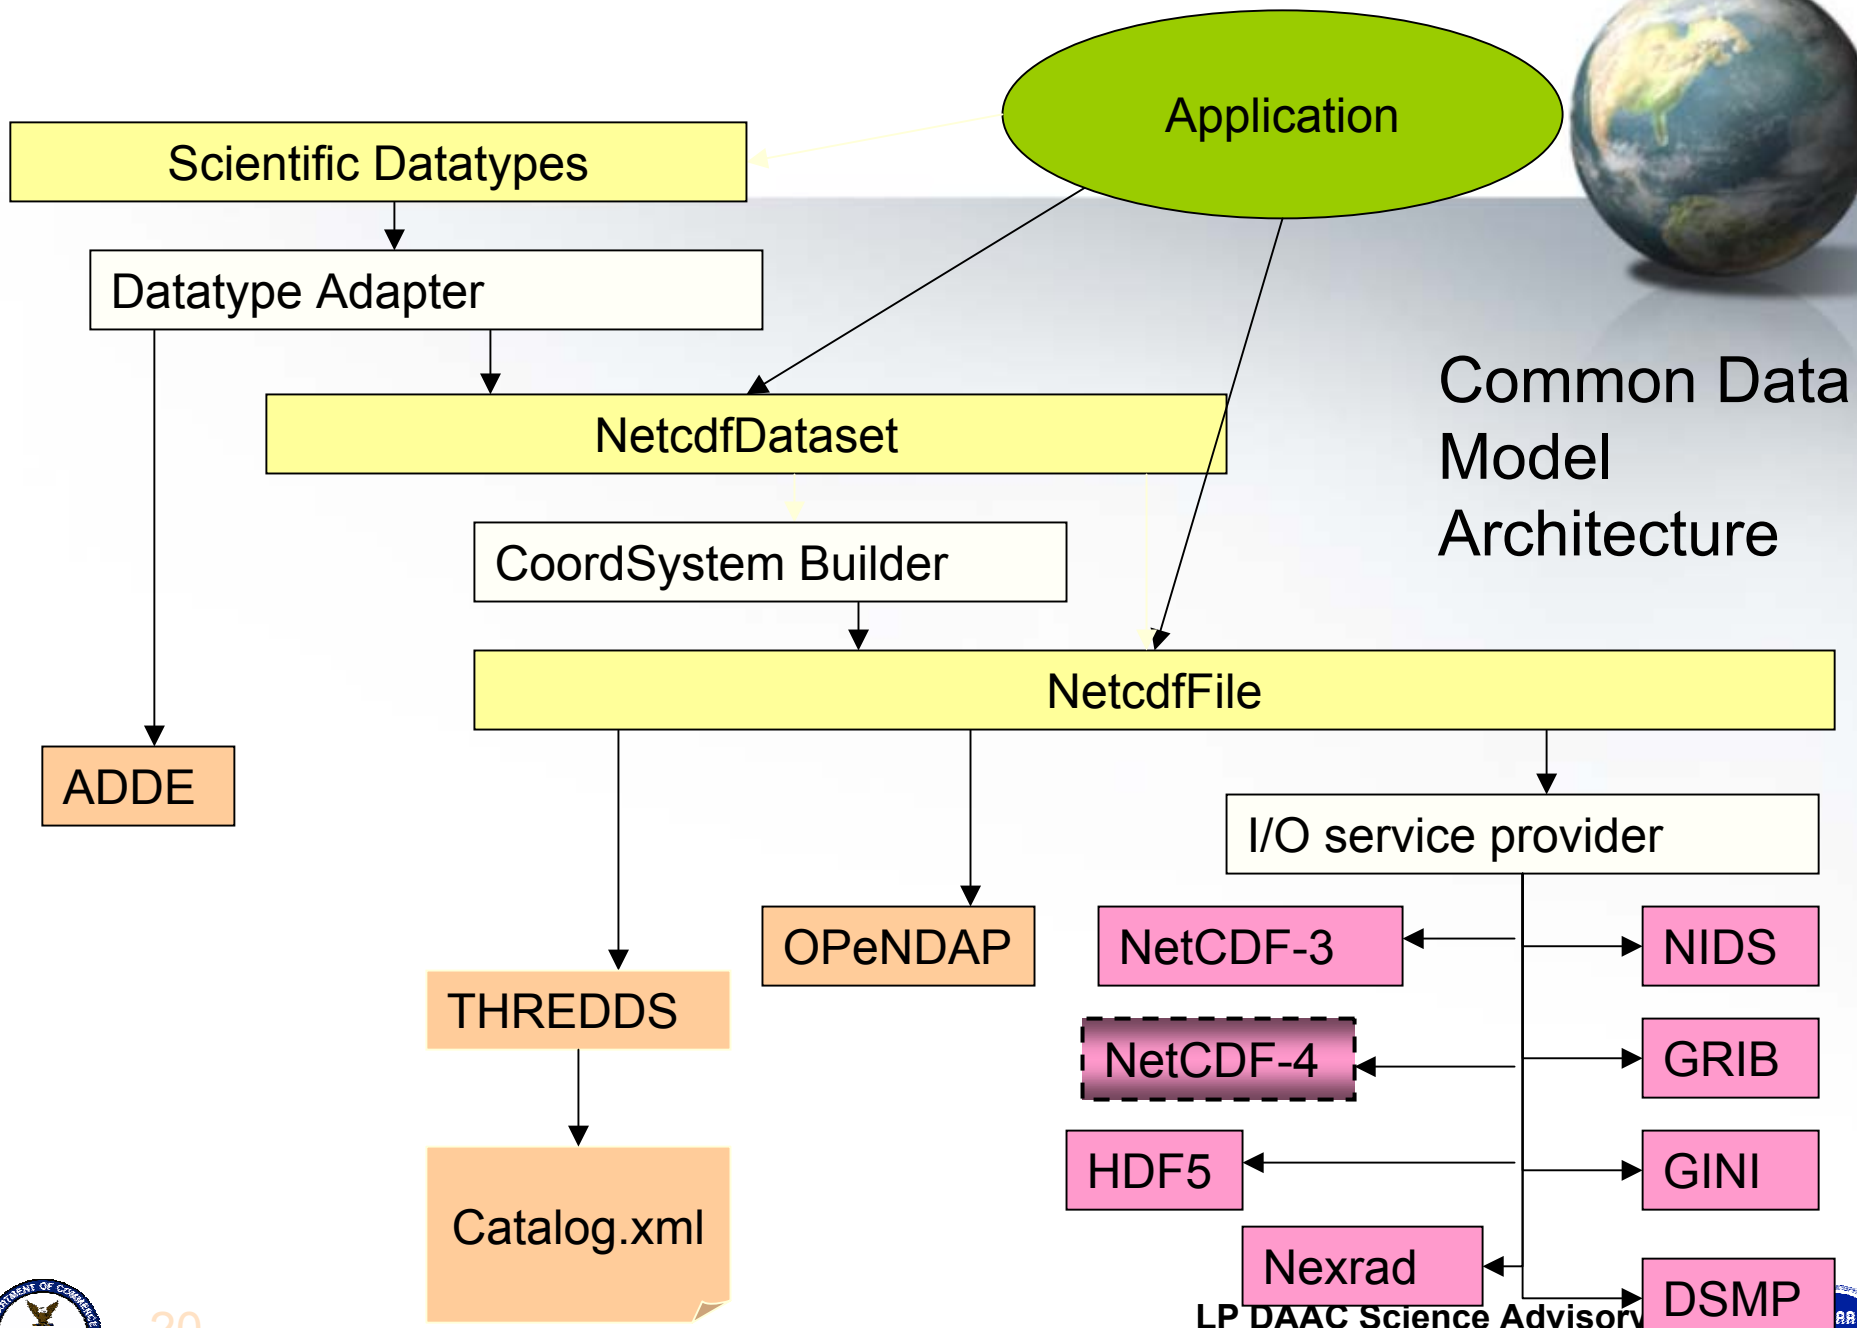 Application
Scientific Datatypes
Datatype Adapter
Common Data
Model
Architecture
NetcdfDataset
CoordSystem Builder
NetcdfFile
ADDE
I/O service provider
OPeNDAP
NetCDF-3
NIDS
THREDDS
NetCDF-4
GRIB
HDF5
GINI
Catalog.xml
Nexrad
DSMP
LP DAAC Science Advisory
20